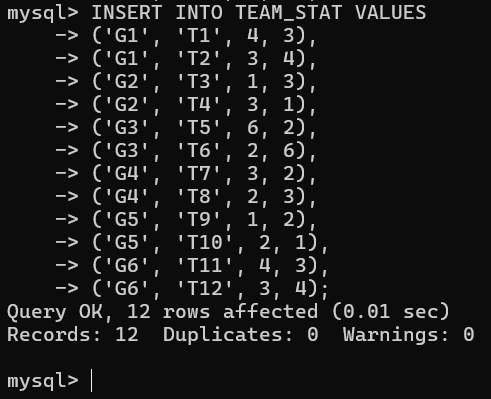 mysql> INSERT INTO TEAM_STAT VALUES
    -> ('G1', 'T1', 4, 3),
    -> ('G1', 'T2', 3, 4),
    -> ('G2', 'T3', 1, 3),
    -> ('G2', 'T4', 3, 1),
    -> ('G3', 'T5', 6, 2),
    -> ('G3', 'T6', 2, 6),
    -> ('G4', 'T7', 3, 2),
    -> ('G4', 'T8', 2, 3),
    -> ('G5', 'T9', 1, 2),
    -> ('G5', 'T10', 2, 1),
    -> ('G6', 'T11', 4, 3),
    -> ('G6', 'T12', 3, 4);
Query OK, 12 rows affected (0.01 sec)
Records: 12  Duplicates: 0  Warnings: 0

mysql>